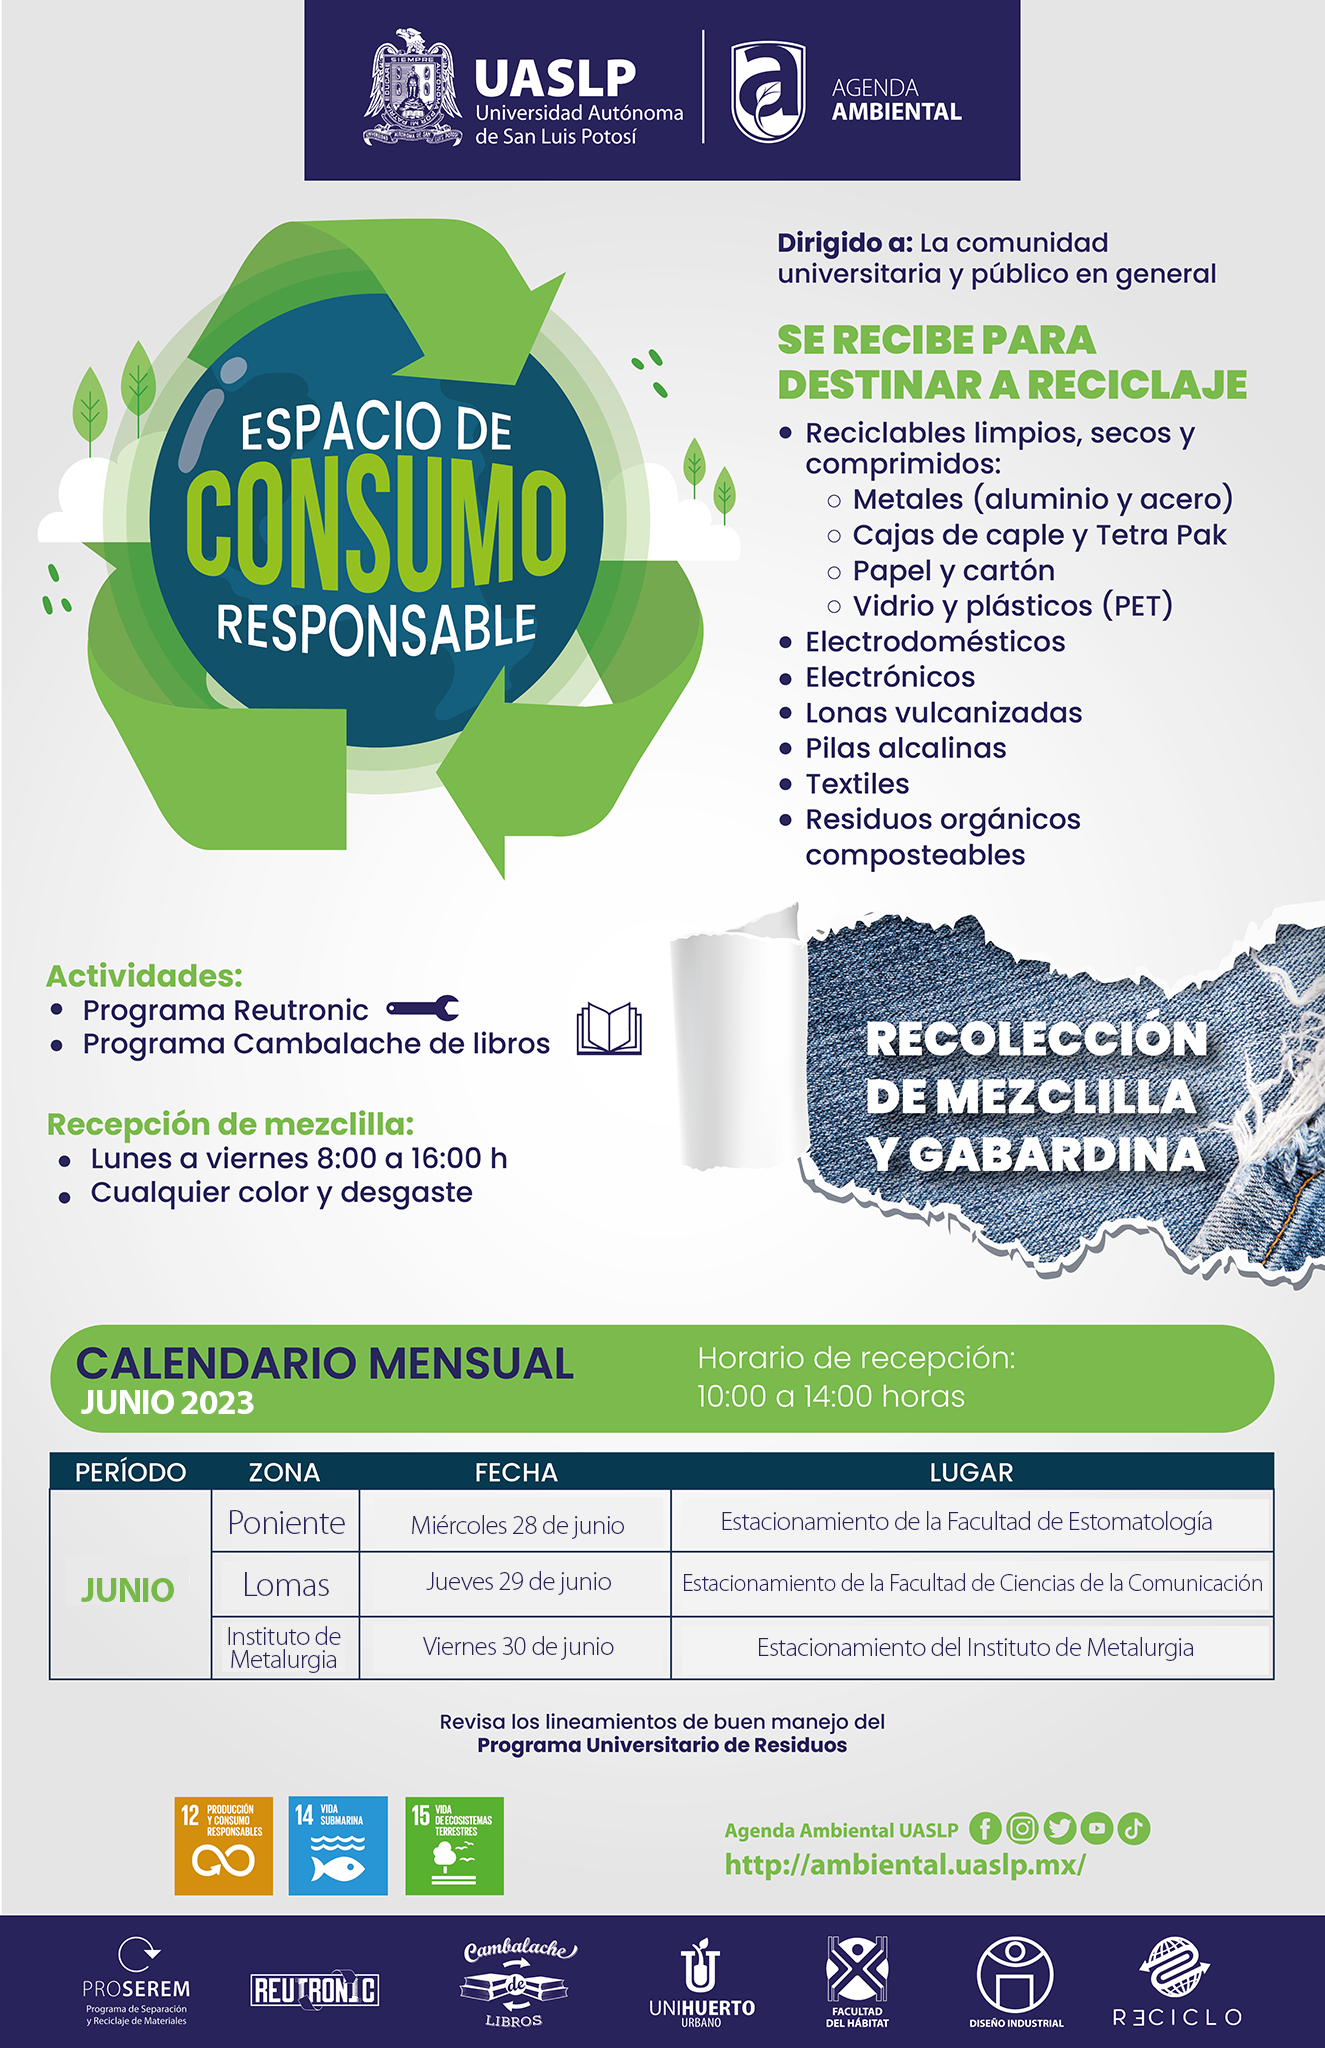 UASLP
Universidad Autónoma
de San Luis Potosí
AGENDA
AMBIENTAL
Dirigido a: La comunidad
universitaria y público en general
SE RECIBE PARA
DESTINAR A RECICLAJE
• Reciclables limpios, secos y
comprimidos:
○ Metales (aluminio y acero)
○ Cajas de caple y Tetra Pak
○ Papel y cartón
○ Vidrio y plásticos (PET)
• Electrodomésticos
• Electrónicos
• Lonas vulcanizadas
• Pilas alcalinas
• Textiles
• Residuos orgánicos
composteables
ESPACIO DE
CONSUMO
RESPONSABLE
Actividades:
• Programa Reutronic
• Programa Cambalache de libros
Recepción de mezclilla:
• Lunes a viernes 8:00 a 16:00 h
• Cualquier color y desgaste
RECOLECCIÓN
DE MEZCLILLA
Y GABARDINA
CALENDARIO MENSUAL
JUNIO 2023
Horario de recepción:
10:00 a 14:00 horas
PERÍODO ZONA FECHA LUGAR
JUNIO
Poniente Miércoles 28 de junio Estacionamiento de la Facultad de Estomatología
Lomas Jueves 29 de junio Estacionamiento de la Facultad de Ciencias de la Comunicación
Instituto de
Metalurgia Viernes 30 de junio Estacionamiento del Instituto de Metalurgia
Revisa los lineamientos de buen manejo del
Programa Universitario de Residuos
12 PRODUCCIÓN
Y CONSUMO
RESPONSABLES
14 VIDA
SUBMARINA
15 VIDA
DE ECOSISTEMAS
TERRESTRES
Agenda Ambiental UASLP
http://ambiental.uaslp.mx/
PROSEREM
Programa de Separación
y Reciclaje de Materiales
REUTRONIC
Cambalache
de
LIBROS
UNIHUERTO
URBANO
FACULTAD
DEL HÁBITAT
DISEÑO INDUSTRIAL
RECICLO